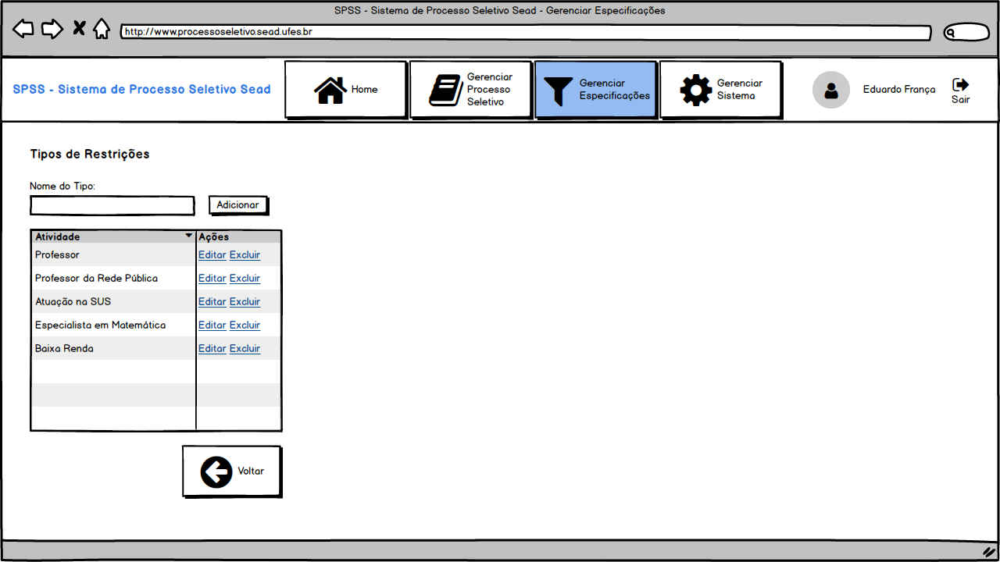 SPSS - Sistema de Processo Seletivo Sead - Gerenciar Especificações
http://www.processoseletivo.sead.ufes.br
SPSS - Sistema de Processo Seletivo Sead
Home
Gerenciar
Processo
Seletivo
Gerenciar
Especificações
Gerenciar
Sistema
Eduardo França
Sair
Tipos de Restrições
Nome do Tipo:
Adicionar
Atividade Ações
Professor Editar Excluir
Professor da Rede Pública Editar Excluir
Atuação na SUS Editar Excluir
Especialista em Matemática Editar Excluir
Baixa Renda Editar Excluir
Voltar